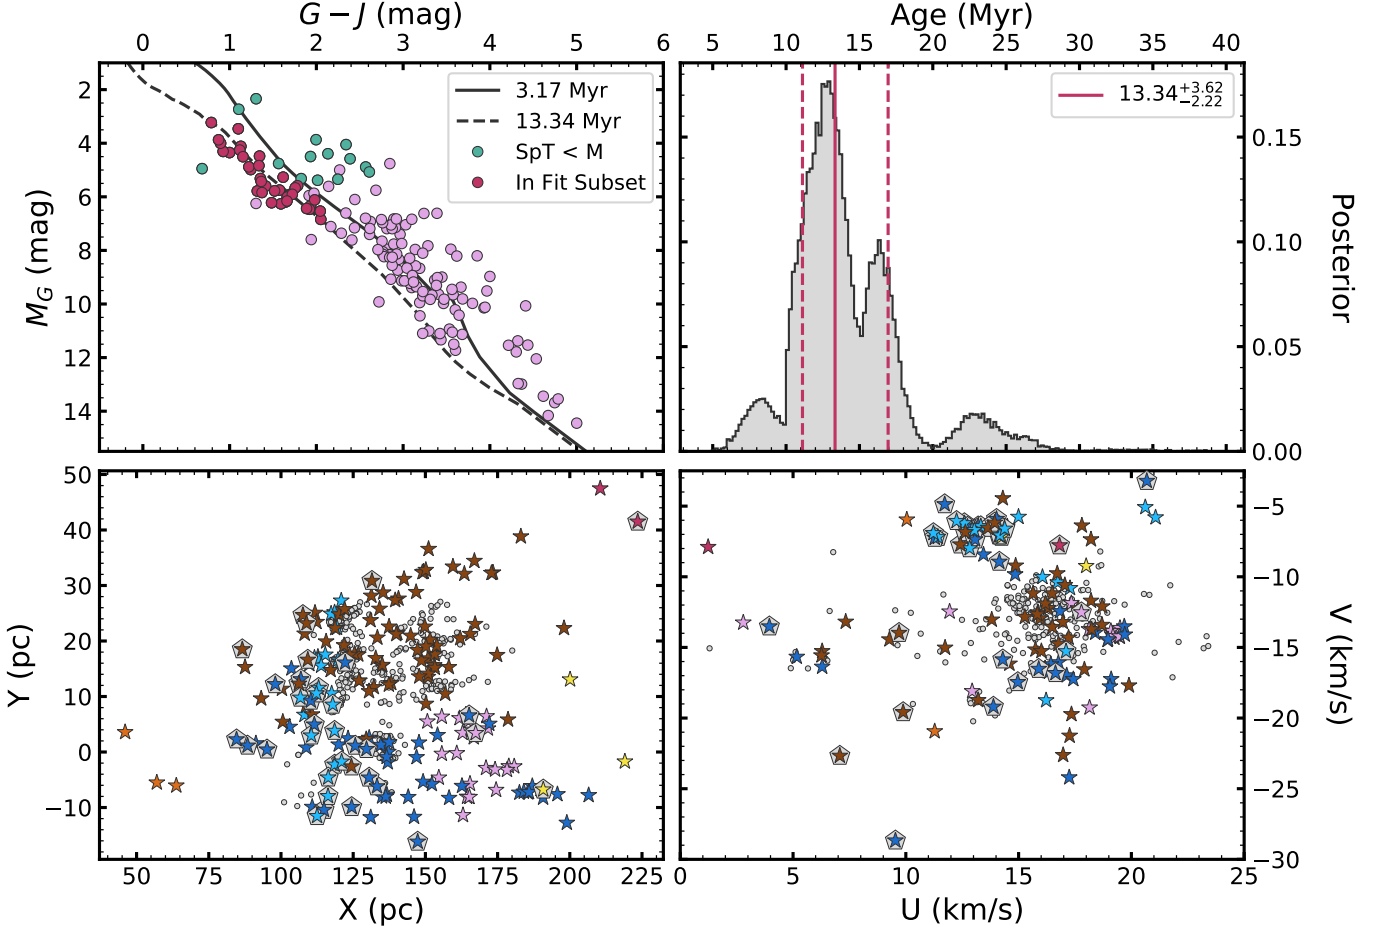 G − J (mag)
0 1 2 3 4 5 6
M_G (mag)
2
4
6
8
10
12
14
3.17 Myr
13.34 Myr
SpT < M
In Fit Subset
Age (Myr)
5 10 15 20 25 30 35 40
13.34^{+3.62}_{−2.22}
Posterior
0.15
0.10
0.05
0.00
Y (pc)
50
40
30
20
10
0
−10
50 75 100 125 150 175 200 225
X (pc)
V (km/s)
−5
−10
−15
−20
−25
−30
0 5 10 15 20 25
U (km/s)